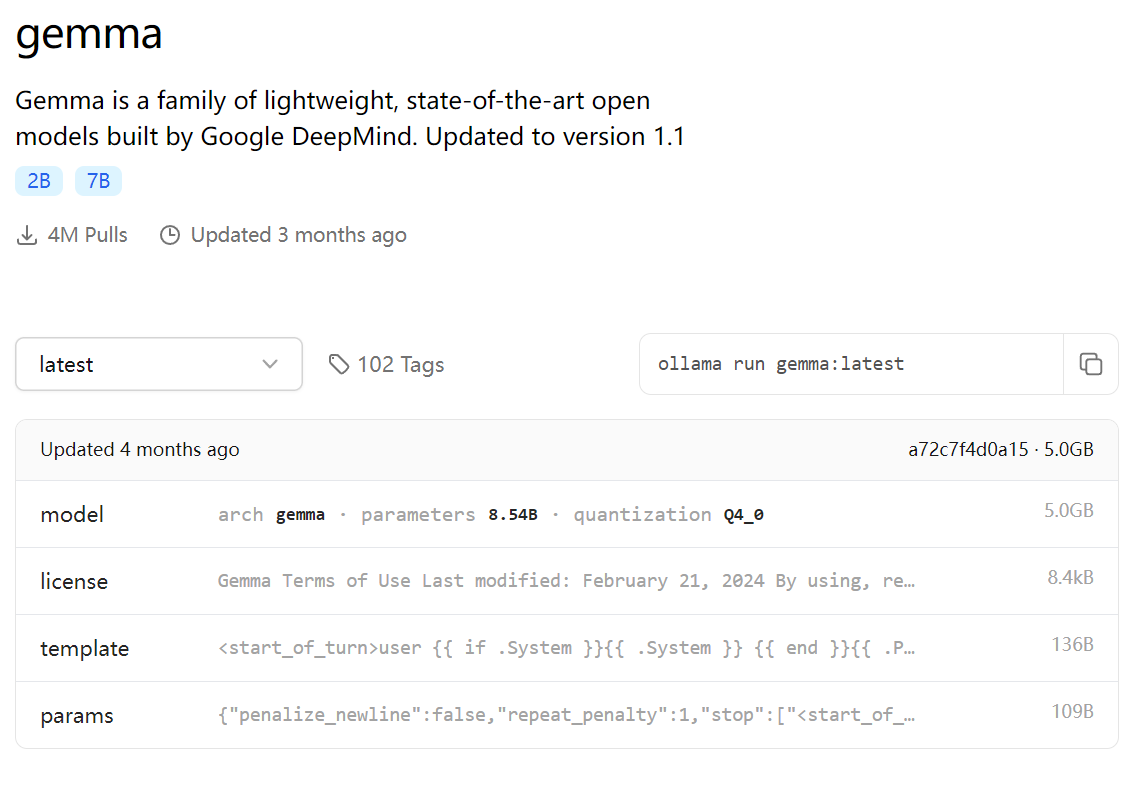 gemma
Gemma is a family of lightweight, state-of-the-art open
models built by Google DeepMind. Updated to version 1.1
2B 7B
4M Pulls Updated 3 months ago
latest 102 Tags ollama run gemma:latest
Updated 4 months ago a72c7f4d0a15 · 5.0GB
model arch gemma · parameters 8.54B · quantization Q4_0 5.0GB
license Gemma Terms of Use Last modified: February 21, 2024 By using, re… 8.4kB
template <start_of_turn>user {{ if .System }}{{ .System }} {{ end }}{{ .P… 136B
params {"penalize_newline":false,"repeat_penalty":1,"stop":["<start_of_… 109B